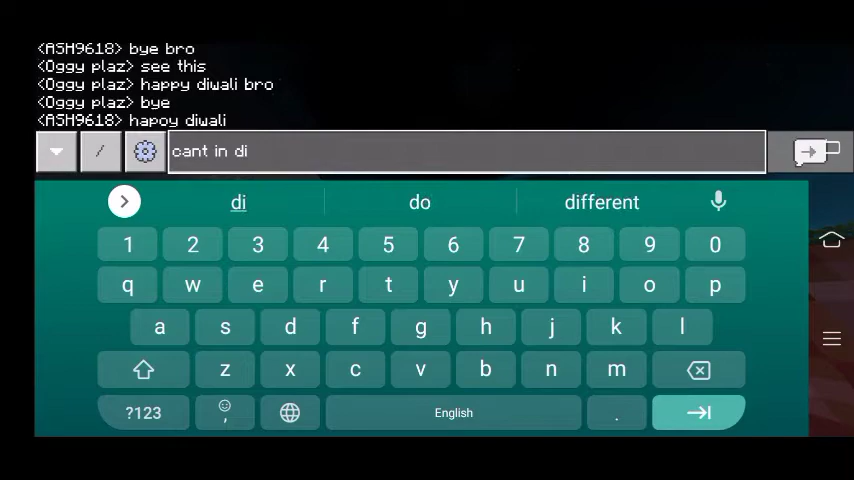 <ASH9618> bye bro
<Oggy plaz> see this
<Oggy plaz> happy diwali bro
<Oggy plaz> bye
<ASH9618> hapoy diwali
/ cant in di
di do different
1 2 3 4 5 6 7 8 9 0
q w e r t y u i o p
a s d f g h j k l
z x c v b n m
?123 , English .